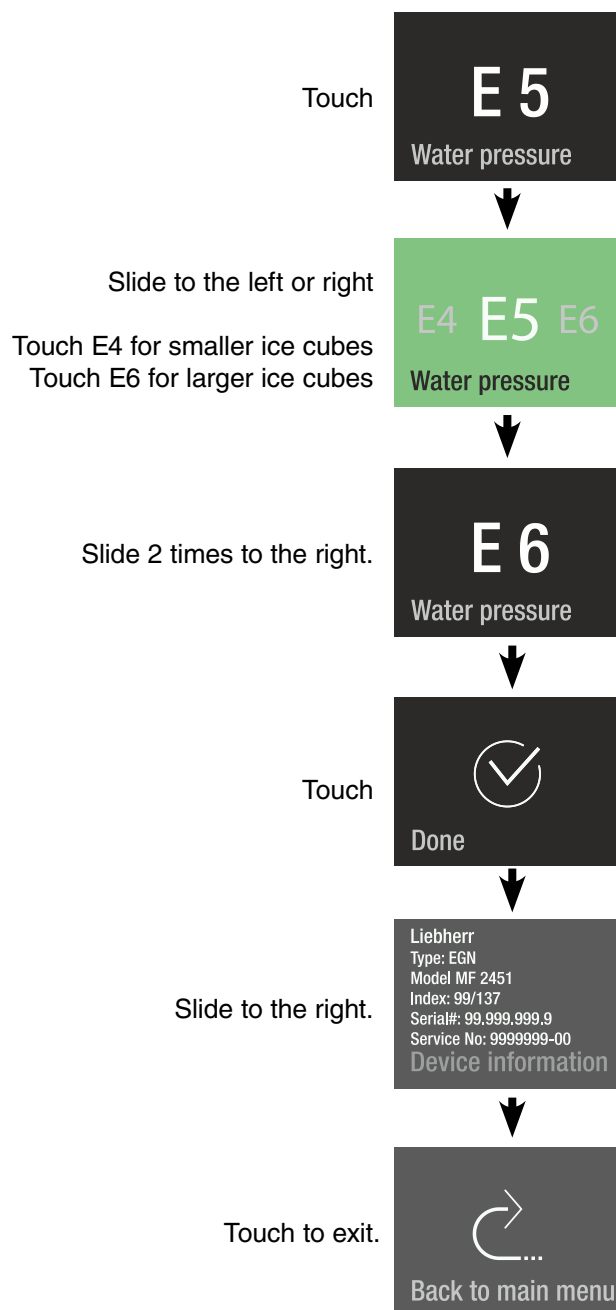 Touch
E 5
Water pressure
Slide to the left or right
Touch E4 for smaller ice cubes
Touch E6 for larger ice cubes
E4 E5 E6
Water pressure
Slide 2 times to the right.
E 6
Water pressure
Touch
Done
Slide to the right.
Liebherr
Type: EGN
Model MF 2451
Index: 99/137
Serial#: 99.999.999.9
Service No: 9999999-00
Device information
Touch to exit.
Back to main menu